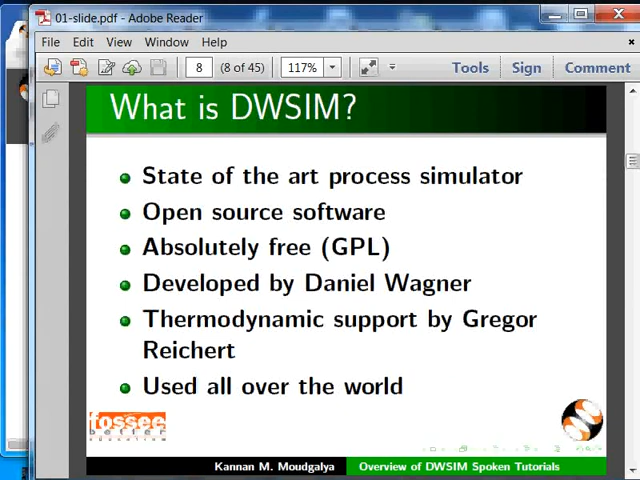 01-slide.pdf - Adobe Reader
File Edit View Window Help
8 (8 of 45) 117% Tools Sign Comment
What is DWSIM?
State of the art process simulator
Open source software
Absolutely free (GPL)
Developed by Daniel Wagner
Thermodynamic support by Gregor
Reichert
Used all over the world
fossee
Kannan M. Moudgalya Overview of DWSIM Spoken Tutorials